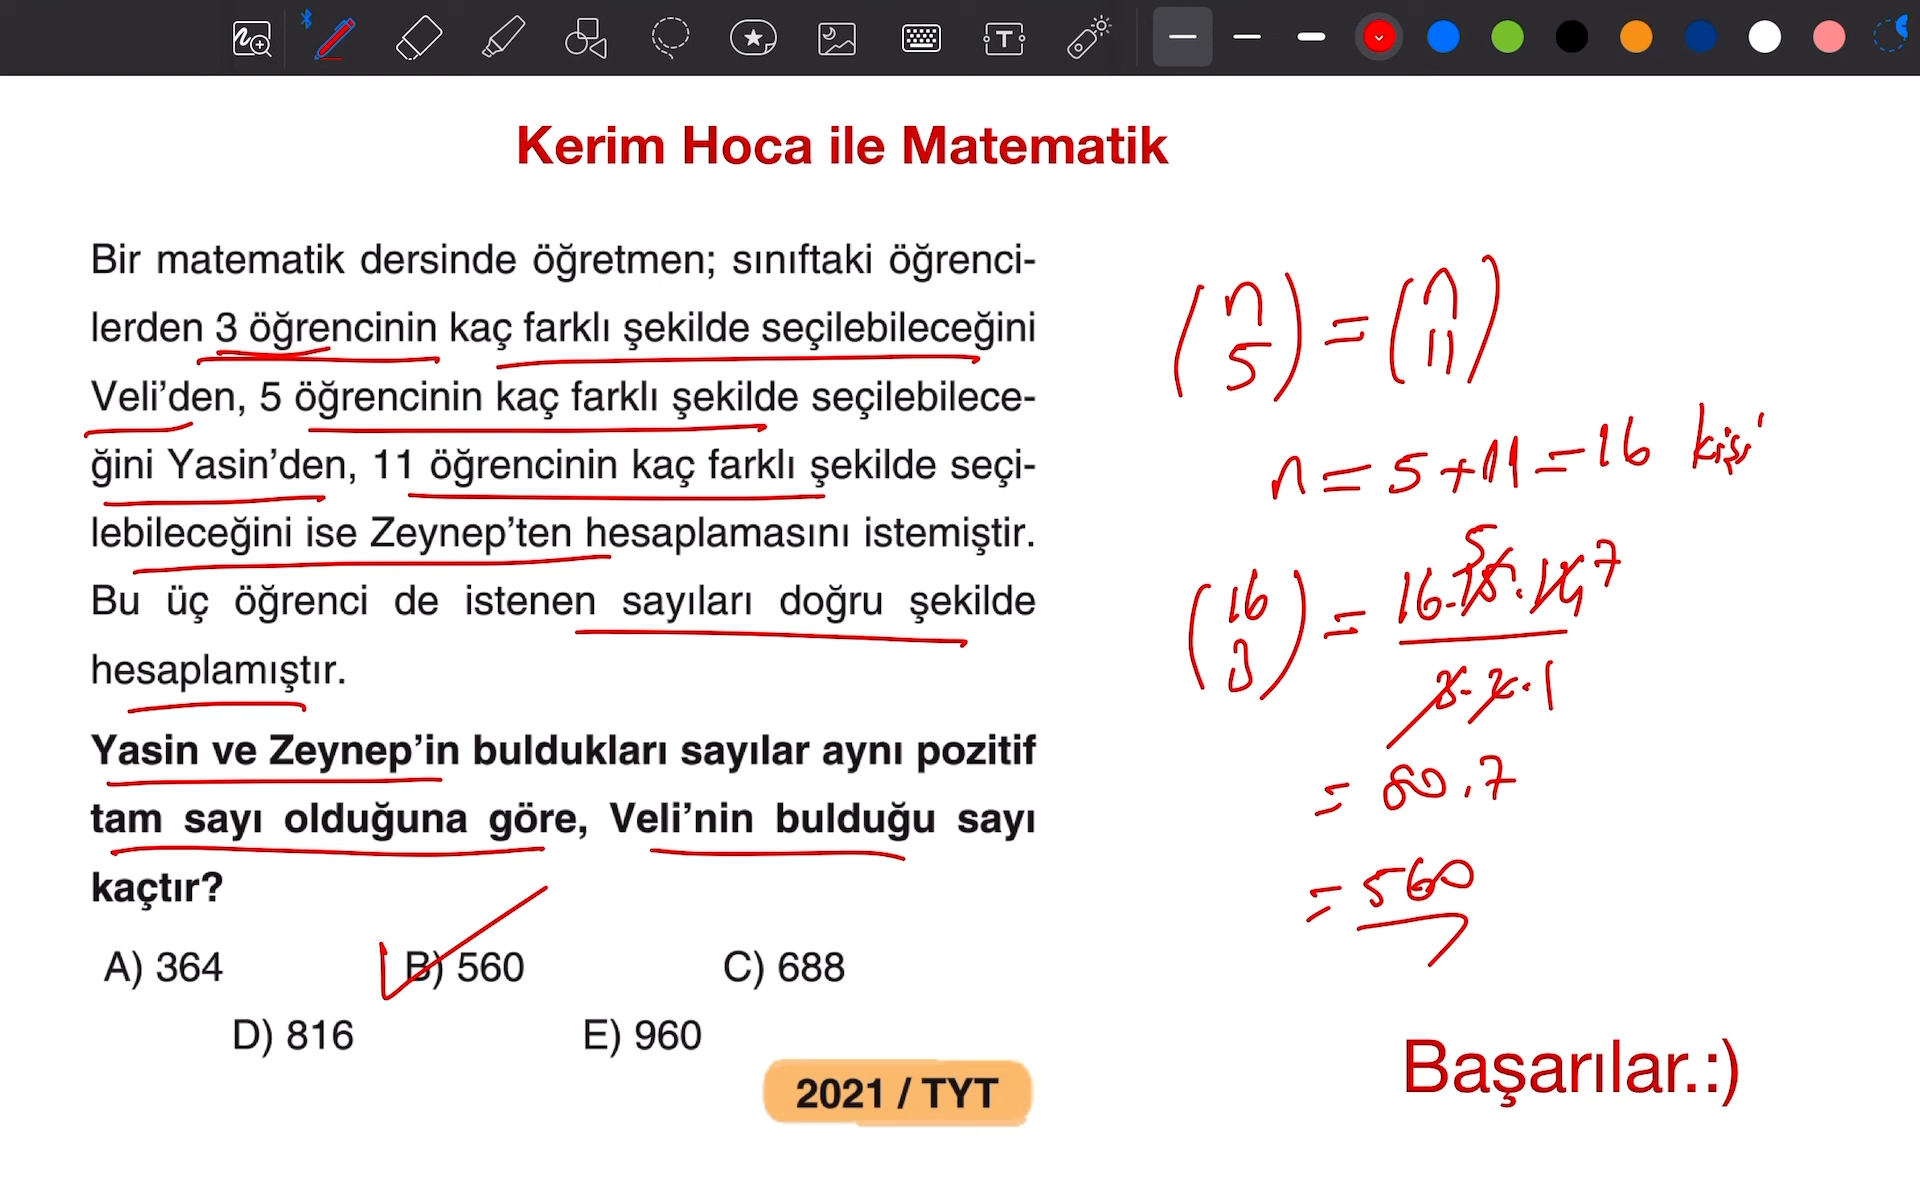 Kerim Hoca ile Matematik
Bir matematik dersinde öğretmen; sınıftaki öğrenci-
lerden 3 öğrencinin kaç farklı şekilde seçilebileceğini
Veli’den, 5 öğrencinin kaç farklı şekilde seçilebilece-
ğini Yasin’den, 11 öğrencinin kaç farklı şekilde seçi-
lebileceğini ise Zeynep’ten hesaplamasını istemiştir.
Bu üç öğrenci de istenen sayıları doğru şekilde
hesaplamıştır.
Yasin ve Zeynep’in buldukları sayılar aynı pozitif
tam sayı olduğuna göre, Veli’nin bulduğu sayı
kaçtır?
A) 364 B) 560 C) 688
D) 816 E) 960
2021 / TYT
(n 5) = (n 11)
n = 5 + 11 = 16 kişi
5 7
(16 3) = 16.15.14
3.2.1
= 80.7
= 560
Başarılar.:)